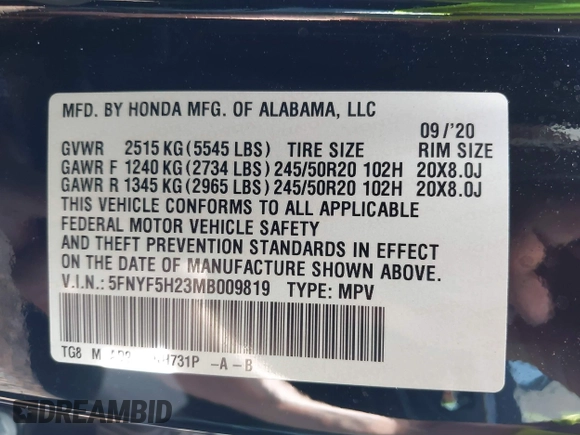 MFD. BY HONDA MFG. OF ALABAMA, LLC
09/'20
GVWR 2515 KG (5545 LBS) TIRE SIZE RIM SIZE
GAWR F 1240 KG (2734 LBS) 245/50R20 102H 20X8.0J
GAWR R 1345 KG (2965 LBS) 245/50R20 102H 20X8.0J
THIS VEHICLE CONFORMS TO ALL APPLICABLE
FEDERAL MOTOR VEHICLE SAFETY
AND THEFT PREVENTION STANDARDS IN EFFECT
ON THE DATE OF MANUFACTURE SHOWN ABOVE.
V.I.N.: 5FNYF5H23MB009819 TYPE: MPV
TG8 -A-B
DREAMBID